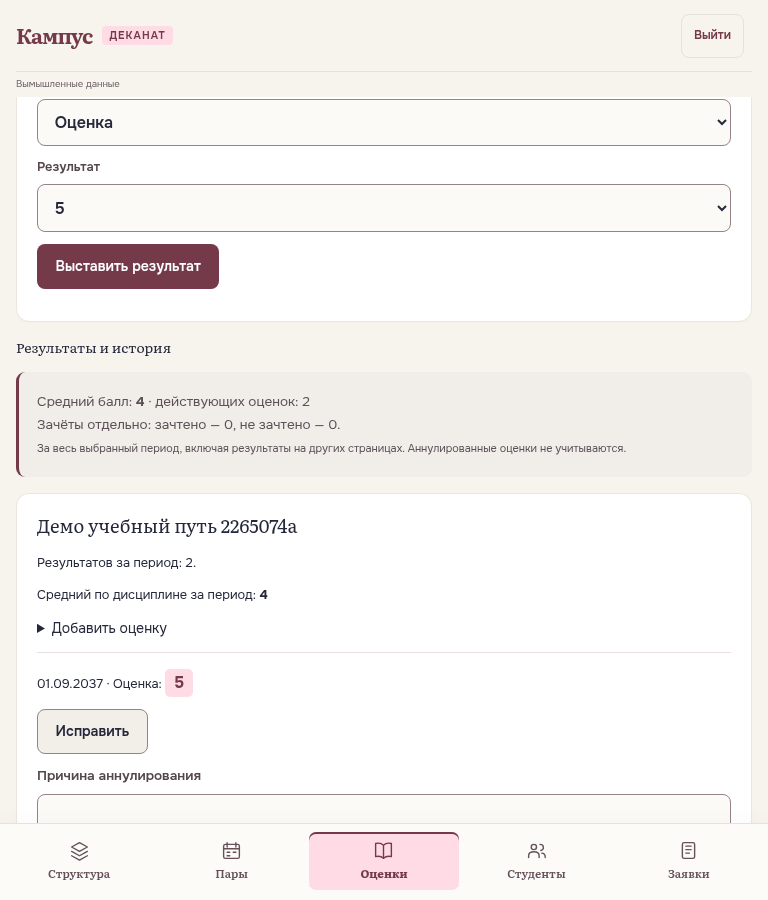 Кампус ДЕКАНАТ Выйти
Вымышленные данные
Оценка
Результат
5
Выставить результат
Результаты и история
Средний балл: 4 · действующих оценок: 2
Зачёты отдельно: зачтено — 0, не зачтено — 0.
За весь выбранный период, включая результаты на других страницах. Аннулированные оценки не учитываются.
Демо учебный путь 2265074a
Результатов за период: 2.
Средний по дисциплине за период: 4
Добавить оценку
01.09.2037 · Оценка: 5
Исправить
Причина аннулирования
Структура Пары Оценки Студенты Заявки